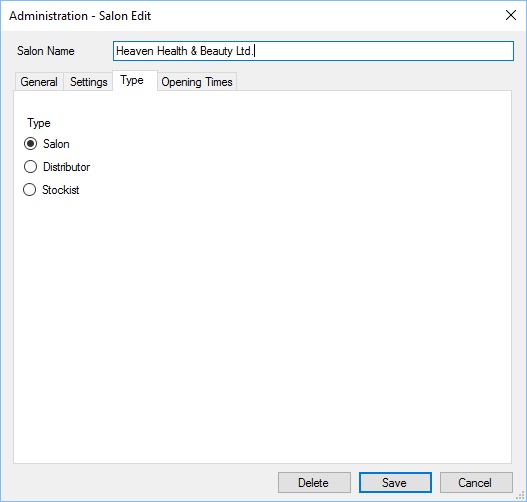 Administration - Salon Edit
Salon Name Heaven Health & Beauty Ltd.
General Settings Type Opening Times
Type
Salon
Distributor
Stockist
Delete Save Cancel